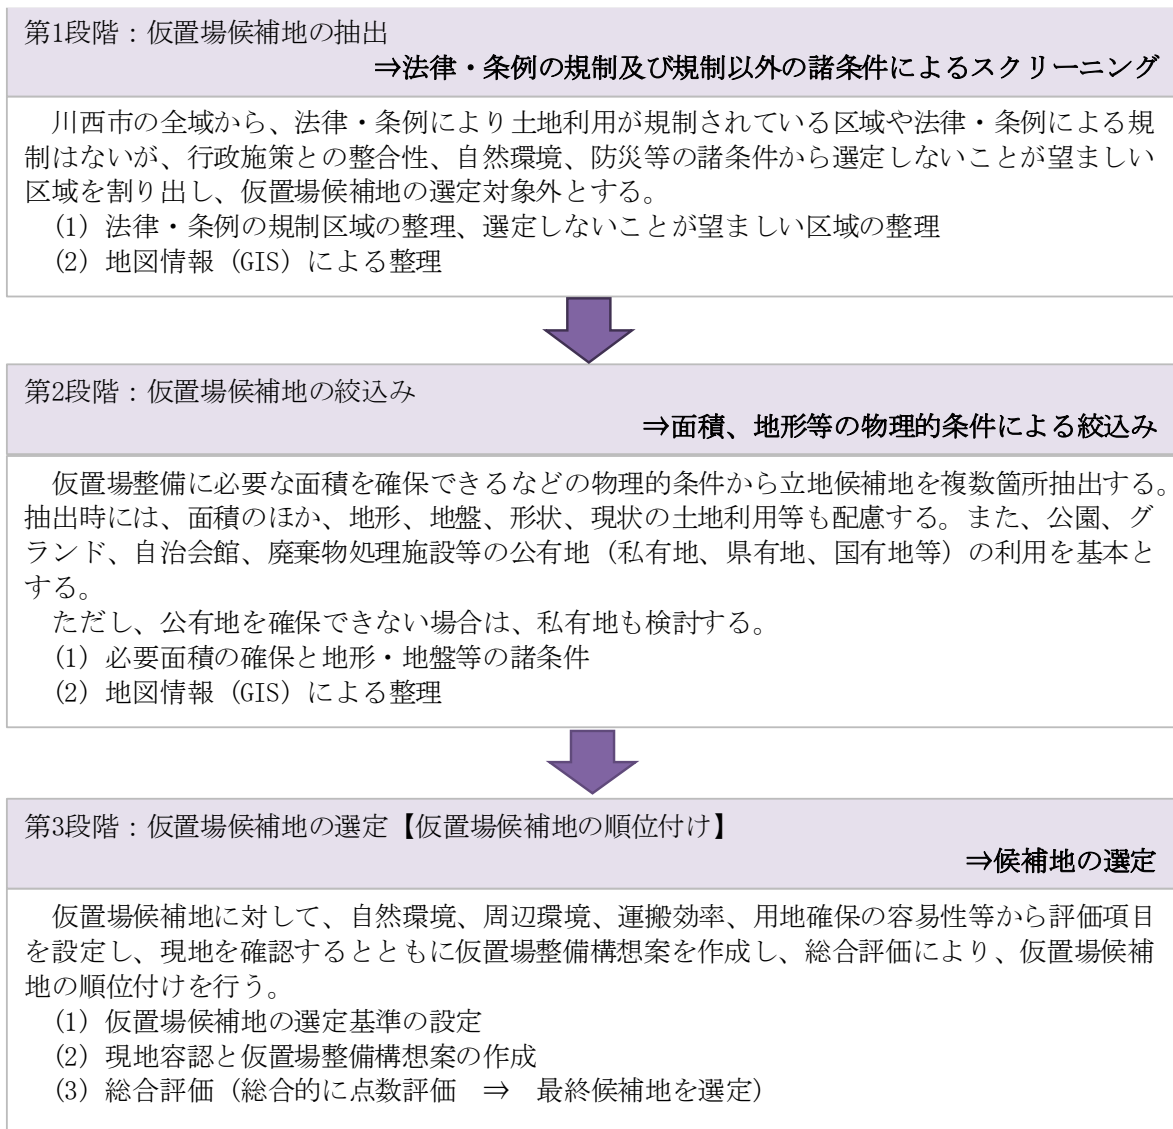 第1段階：仮置場候補地の抽出
⇒法律・条例の規制及び規制以外の諸条件によるスクリーニング
川西市の全域から、法律・条例により土地利用が規制されている区域や法律・条例による規
制はないが、行政施策との整合性、自然環境、防災等の諸条件から選定しないことが望ましい
区域を割り出し、仮置場候補地の選定対象外とする。
(1) 法律・条例の規制区域の整理、選定しないことが望ましい区域の整理
(2) 地図情報（GIS）による整理
第2段階：仮置場候補地の絞込み
⇒面積、地形等の物理的条件による絞込み
仮置場整備に必要な面積を確保できるなどの物理的条件から立地候補地を複数箇所抽出する。
抽出時には、面積のほか、地形、地盤、形状、現状の土地利用等も配慮する。また、公園、グ
ランド、自治会館、廃棄物処理施設等の公有地（私有地、県有地、国有地等）の利用を基本と
する。
ただし、公有地を確保できない場合は、私有地も検討する。
(1) 必要面積の確保と地形・地盤等の諸条件
(2) 地図情報（GIS）による整理
第3段階：仮置場候補地の選定【仮置場候補地の順位付け】
⇒候補地の選定
仮置場候補地に対して、自然環境、周辺環境、運搬効率、用地確保の容易性等から評価項目
を設定し、現地を確認するとともに仮置場整備構想案を作成し、総合評価により、仮置場候補
地の順位付けを行う。
(1) 仮置場候補地の選定基準の設定
(2) 現地容認と仮置場整備構想案の作成
(3) 総合評価（総合的に点数評価　⇒　最終候補地を選定）